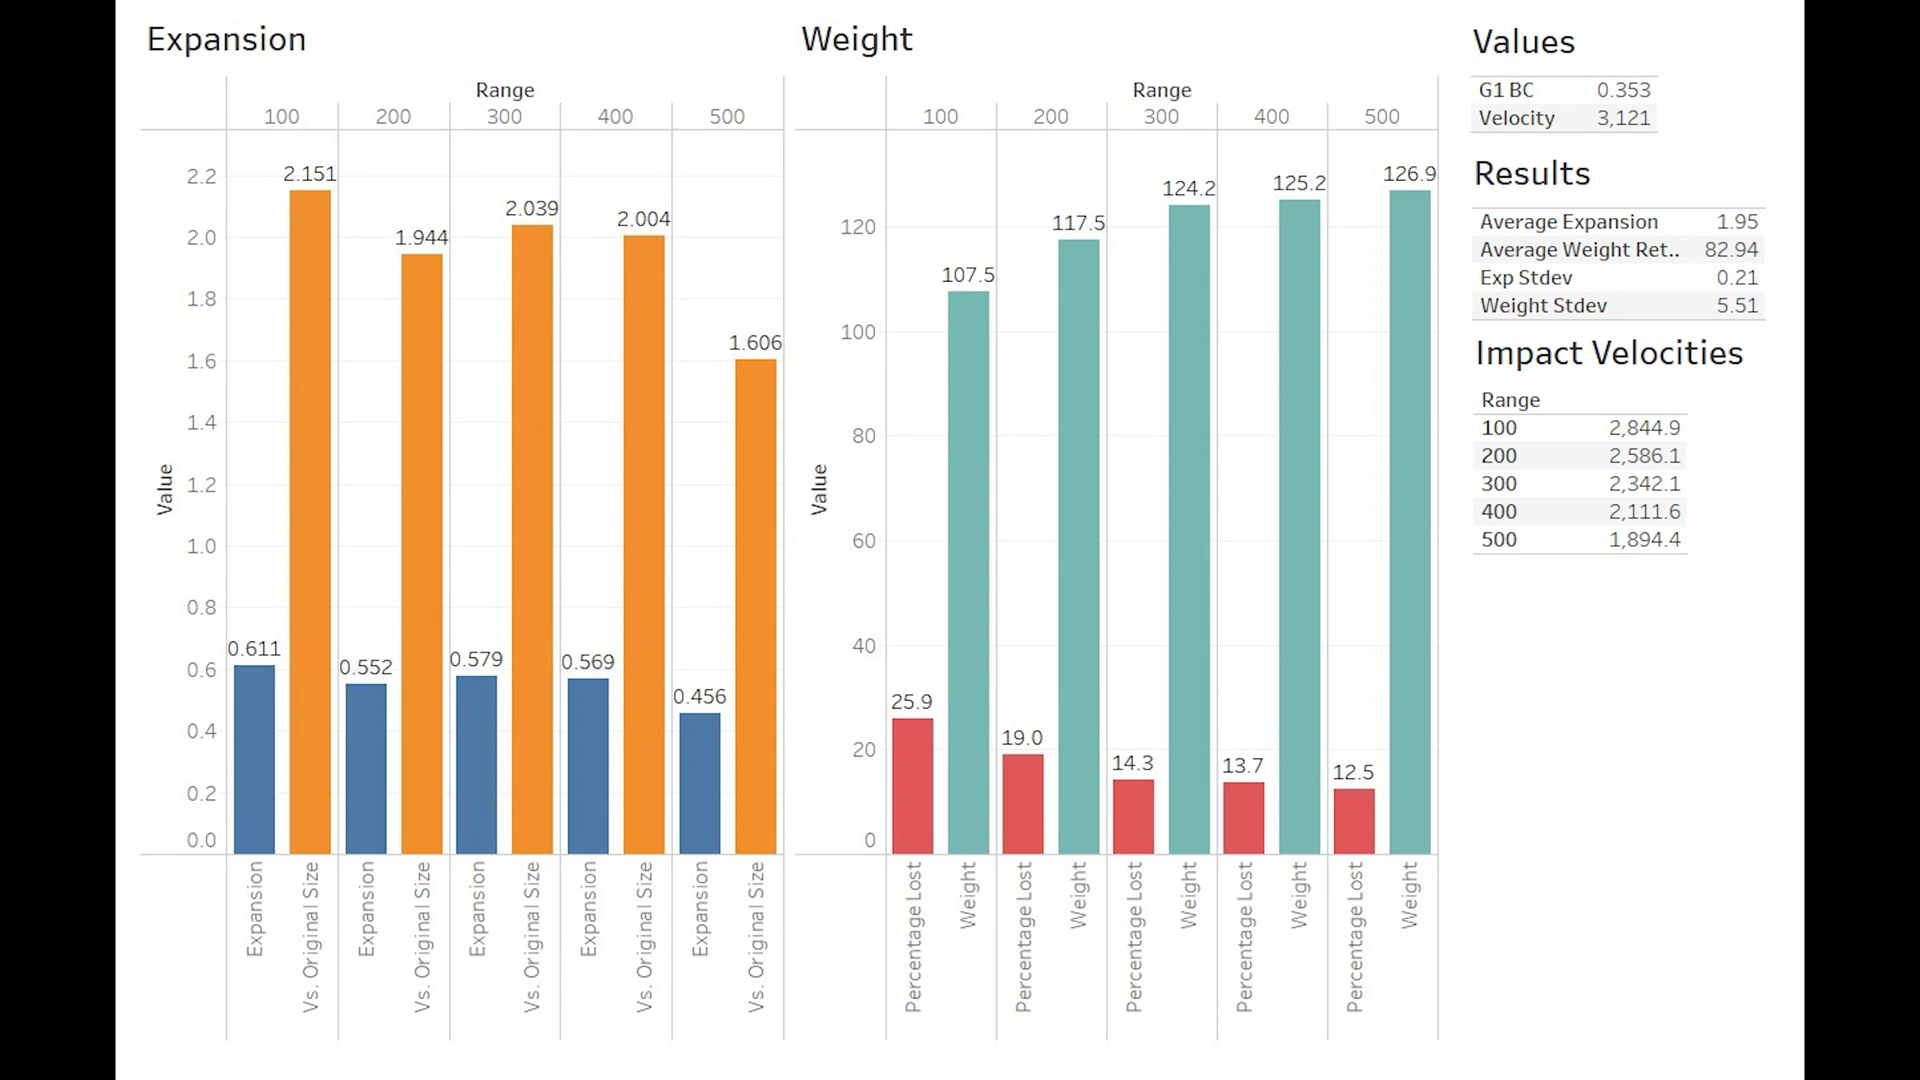 Expansion
Range
100 200 300 400 500
2.2
2.0
1.8
1.6
1.4
1.2
1.0
0.8
0.6
0.4
0.2
0.0
Value
0.611 2.151 0.552 1.944 0.579 2.039 0.569 2.004 0.456 1.606
Expansion Vs. Original Size Expansion Vs. Original Size Expansion Vs. Original Size Expansion Vs. Original Size Expansion Vs. Original Size
Weight
Range
100 200 300 400 500
120
100
80
60
40
20
0
Value
25.9 107.5 19.0 117.5 14.3 124.2 13.7 125.2 12.5 126.9
Percentage Lost Weight Percentage Lost Weight Percentage Lost Weight Percentage Lost Weight Percentage Lost Weight
Values
G1 BC 0.353
Velocity 3,121
Results
Average Expansion 1.95
Average Weight Ret.. 82.94
Exp Stdev 0.21
Weight Stdev 5.51
Impact Velocities
Range
100 2,844.9
200 2,586.1
300 2,342.1
400 2,111.6
500 1,894.4